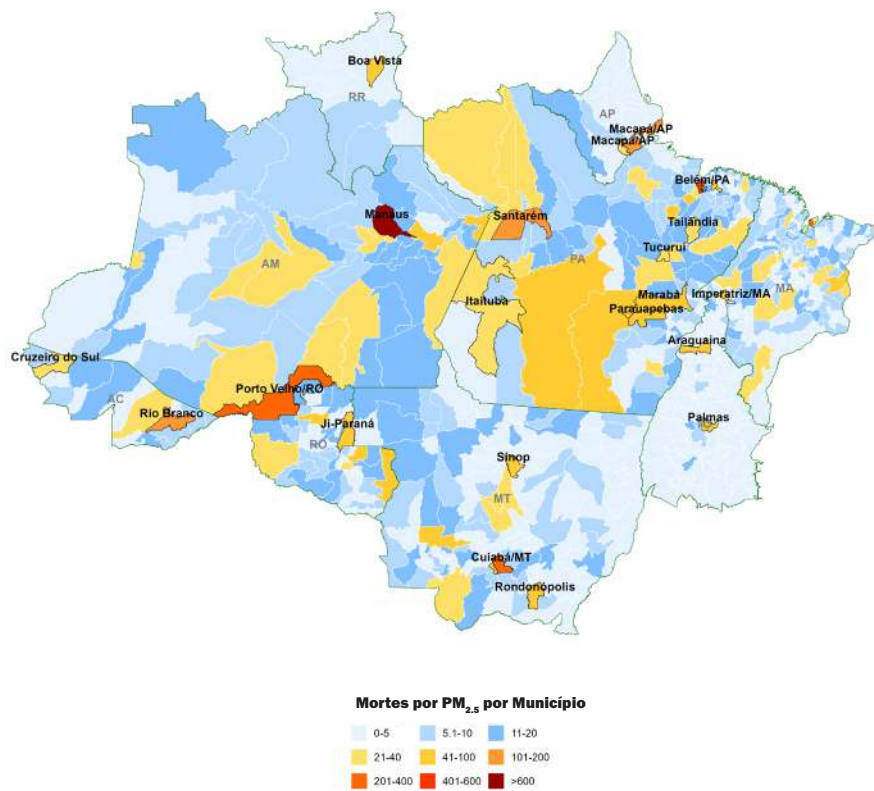 Boa Vista
RR
AP
Macapá/AP
Macapá/AP
Belém/PA
Manaus
Santarém
Tailândia
Tucuruí
AM
PA
MA
Itaituba
Marabá
Imperatriz/MA
Parauapebas
Araguaina
Cruzeiro do Sul
Porto Velho/RO
AC
Rio Branco
Ji-Paraná
RO
Palmas
Sinop
MT
Cuiabá/MT
Rondonópolis
Mortes por PM2.5 por Município
0-5 5.1-10 11-20
21-40 41-100 101-200
201-400 401-600 >600